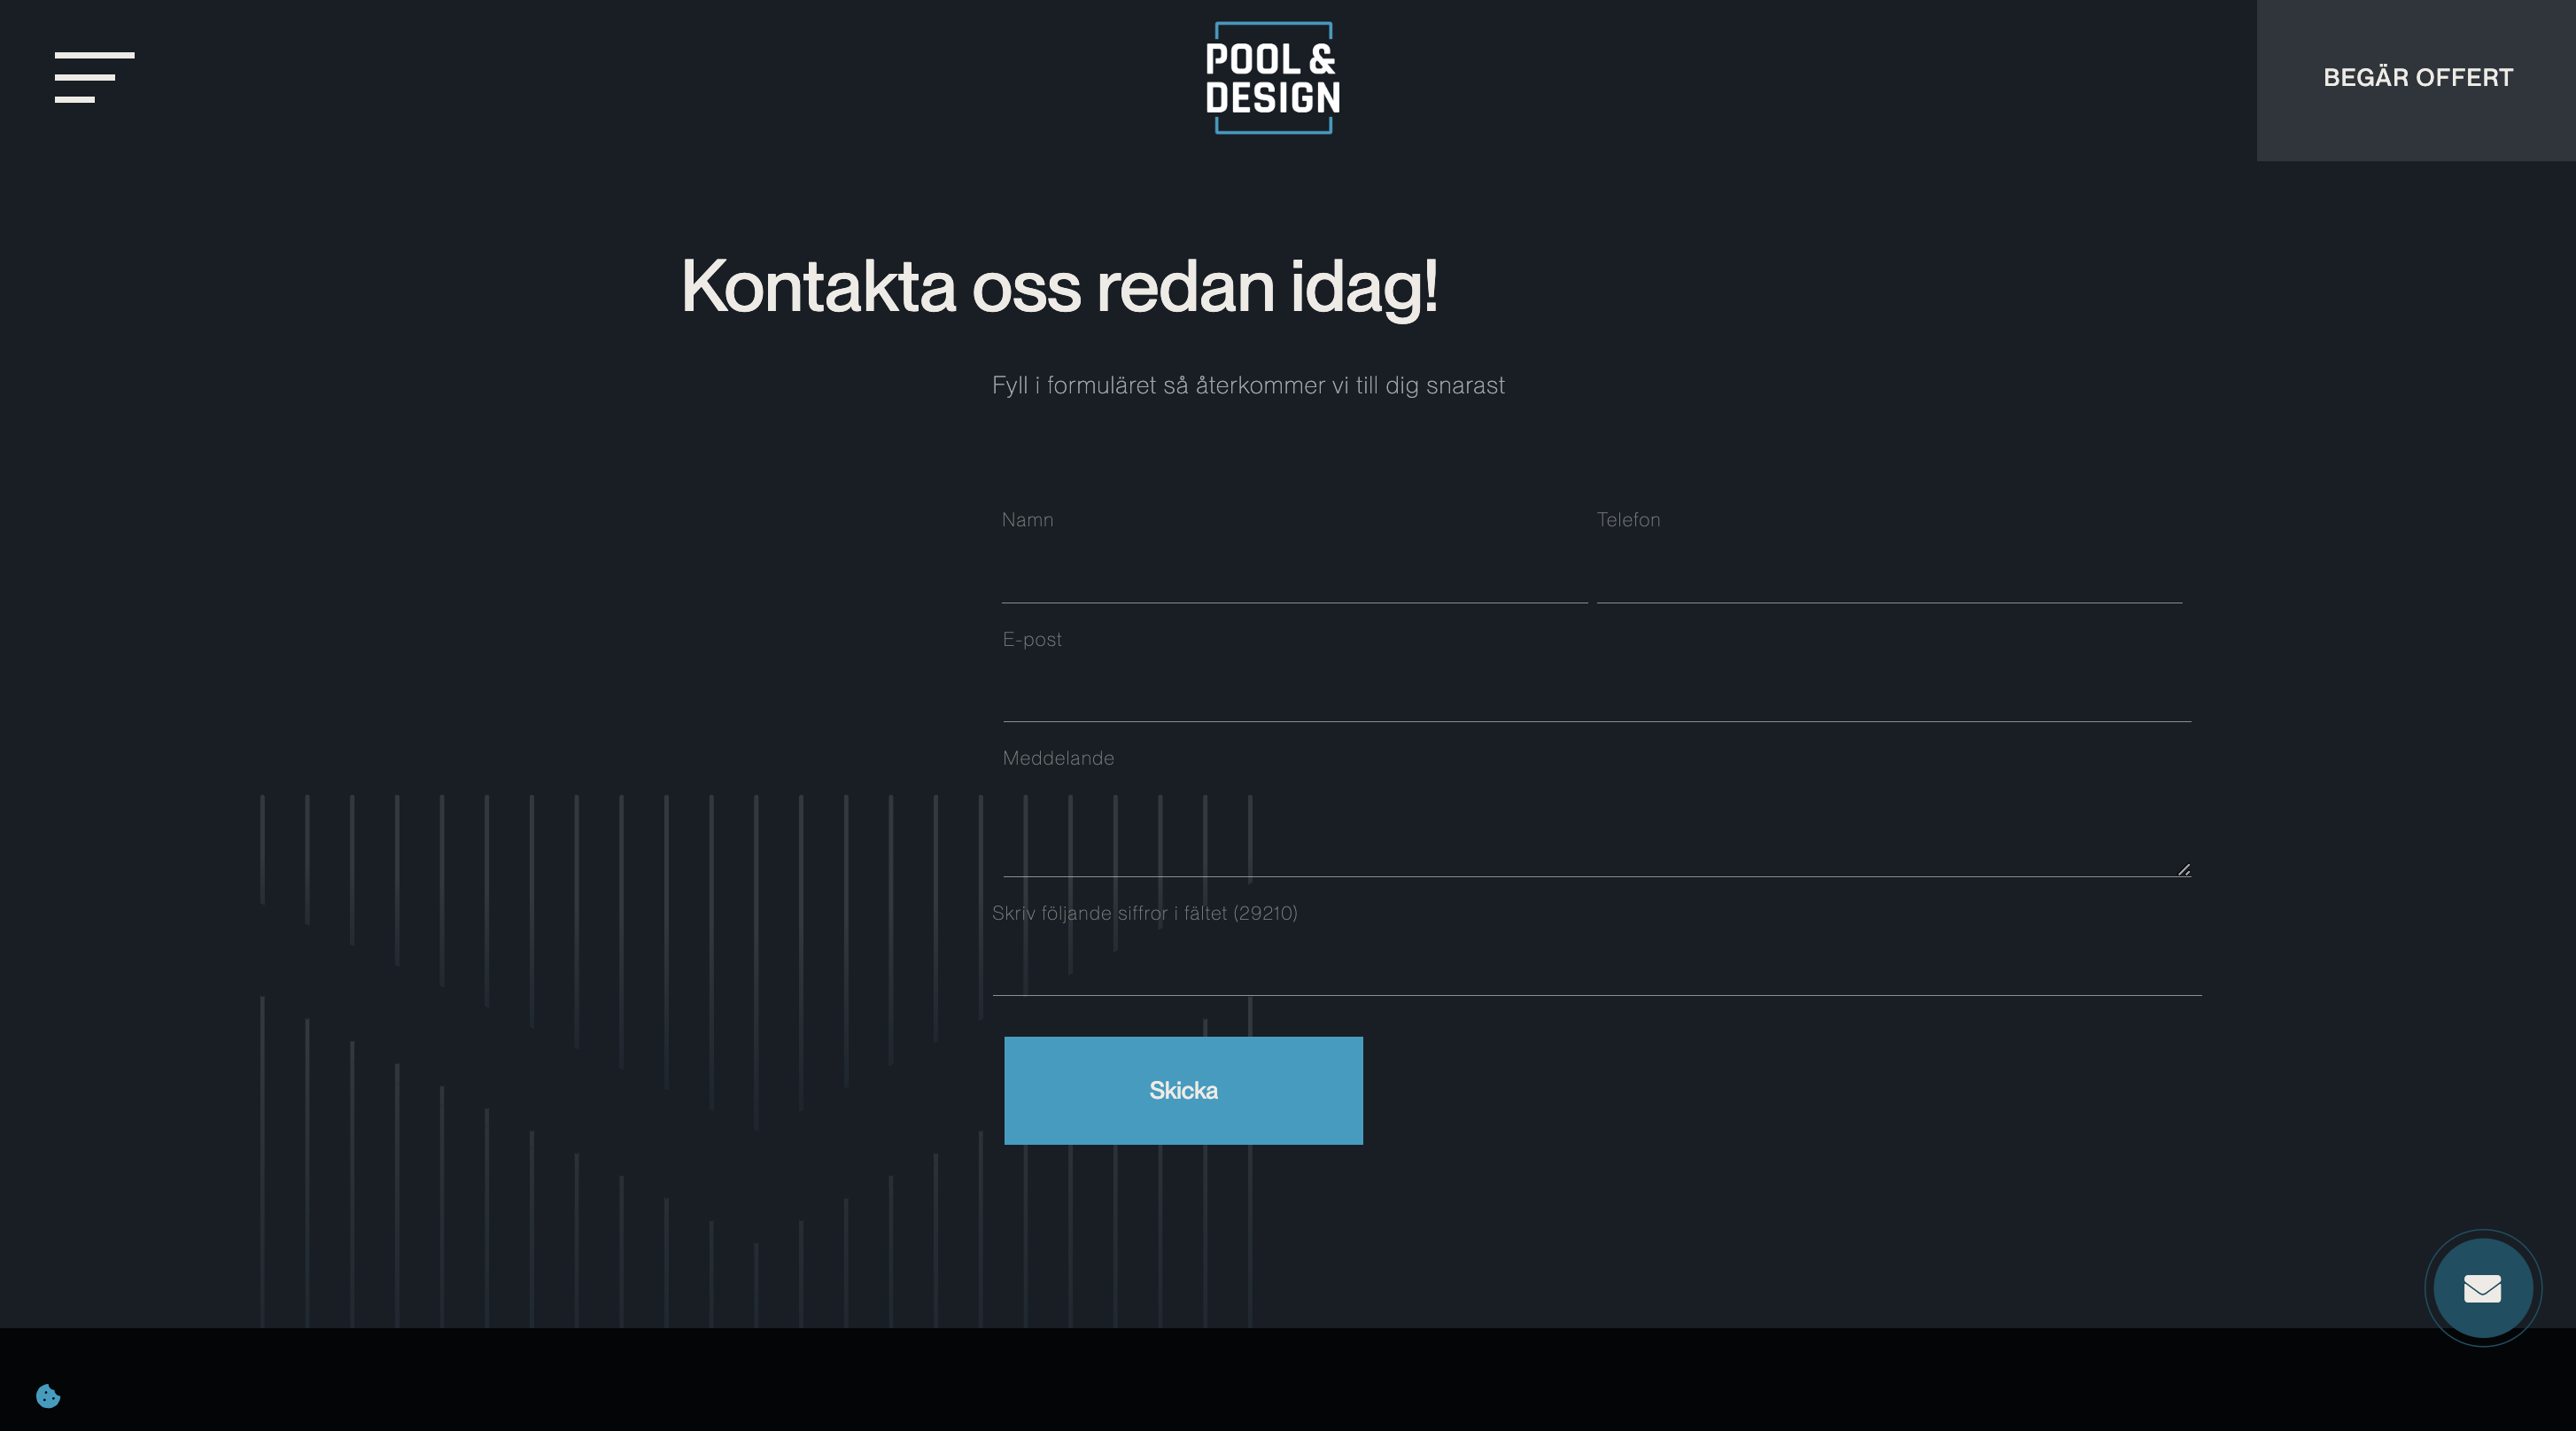 POOL &
DESIGN
BEGÄR OFFERT
Kontakta oss redan idag!
Fyll i formuläret så återkommer vi till dig snarast
Namn
Telefon
E-post
Meddelande
Skriv följande siffror i fältet (29210)
Skicka